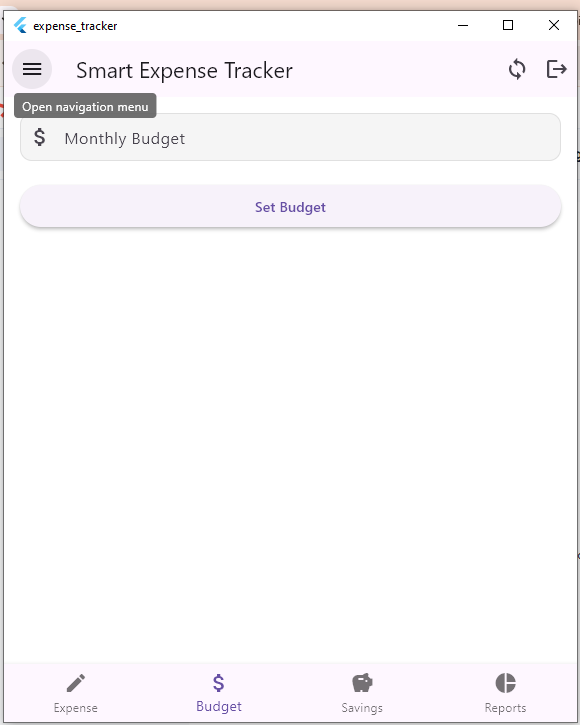 expense_tracker
Smart Expense Tracker
Open navigation menu
$ Monthly Budget
Set Budget
Expense
$
Budget
Savings
Reports